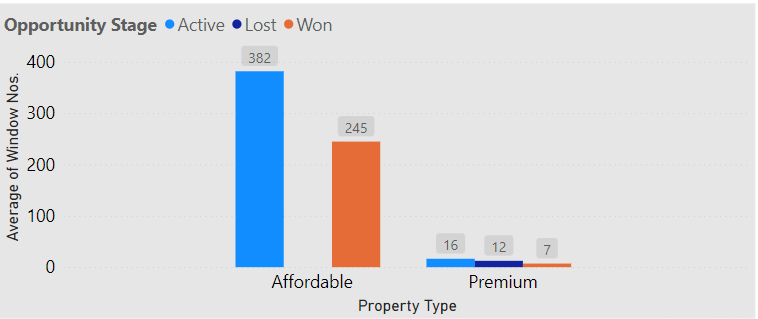 Opportunity Stage Active Lost Won
Average of Window Nos.
400
300
200
100
0
382
245
16
12
7
Affordable Premium
Property Type